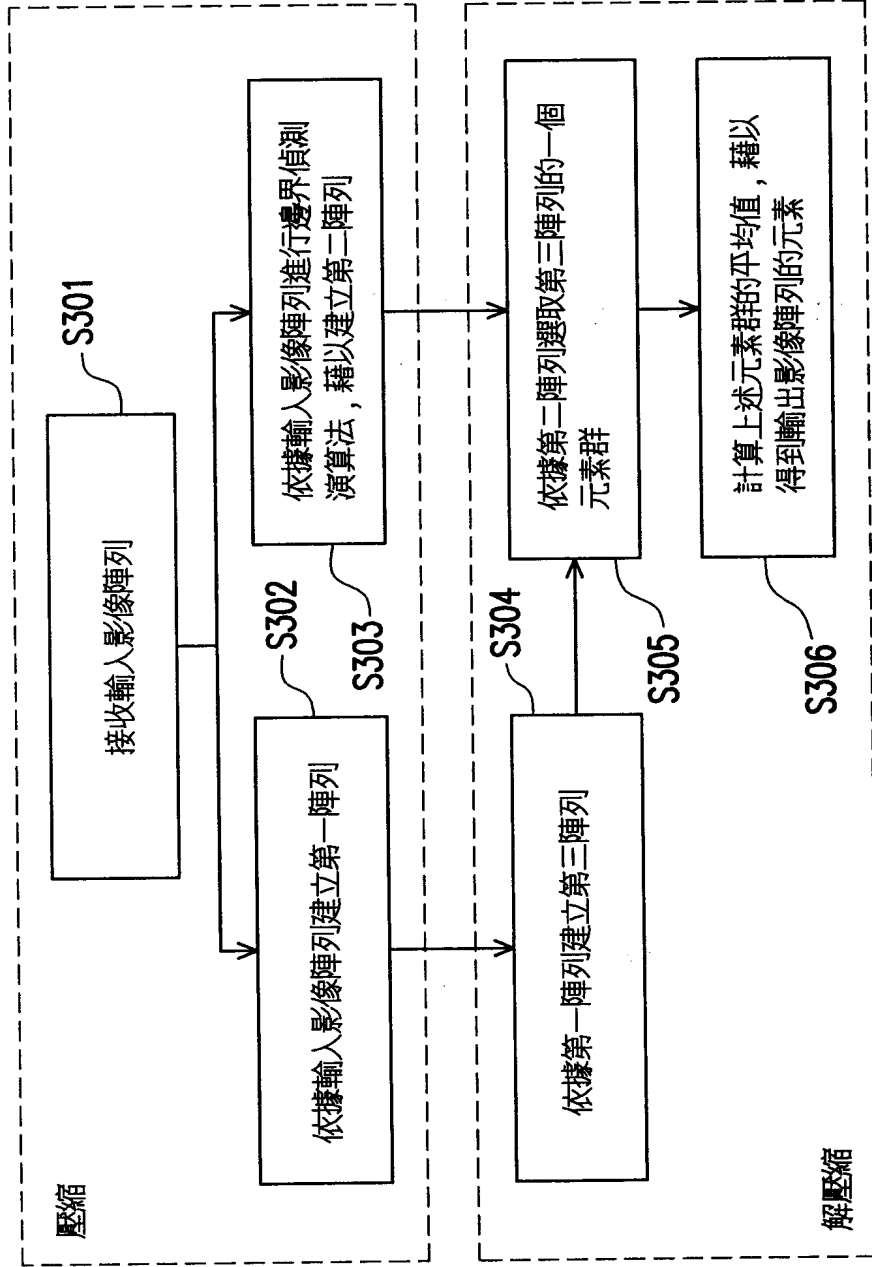 壓縮
接收輸入影像陣列
S301
依據輸入影像陣列建立第一陣列
S302
依據輸入影像陣列進行邊界偵測
演算法，藉以建立第二陣列
S303
解壓縮
依據第一陣列建立第三陣列
S304
依據第二陣列選取第三陣列的一個
元素群
S305
計算上述元素群的平均值，藉以
得到輸出影像陣列的元素
S306